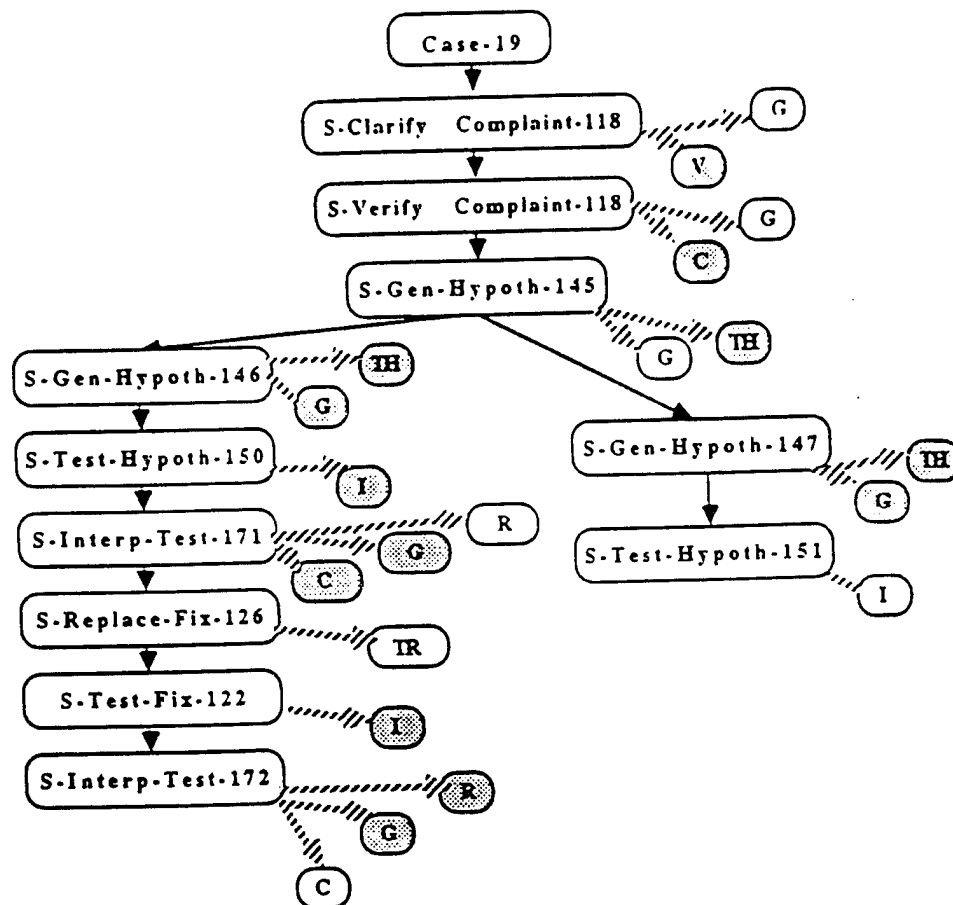 Case-19
S-Clarify Complaint-118
G
V
S-Verify Complaint-118
G
C
S-Gen-Hypoth-145
G
TH
S-Gen-Hypoth-146
TH
G
S-Gen-Hypoth-147
TH
G
S-Test-Hypoth-150
I
S-Interp-Test-171
R
G
C
S-Test-Hypoth-151
I
S-Replace-Fix-126
TR
S-Test-Fix-122
I
S-Interp-Test-172
R
G
C